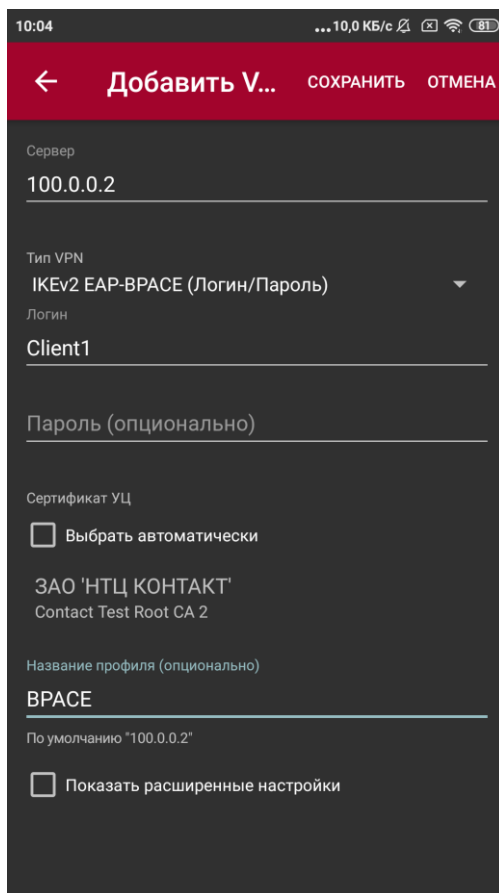 10:04
...10,0 КБ/с
81
Добавить V...
СОХРАНИТЬ
ОТМЕНА
Сервер
100.0.0.2
Тип VPN
IKEv2 EAP-BPACE (Логин/Пароль)
Логин
Client1
Пароль (опционально)
Сертификат УЦ
Выбрать автоматически
ЗАО 'НТЦ КОНТАКТ'
Contact Test Root CA 2
Название профиля (опционально)
BPACE
По умолчанию "100.0.0.2"
Показать расширенные настройки